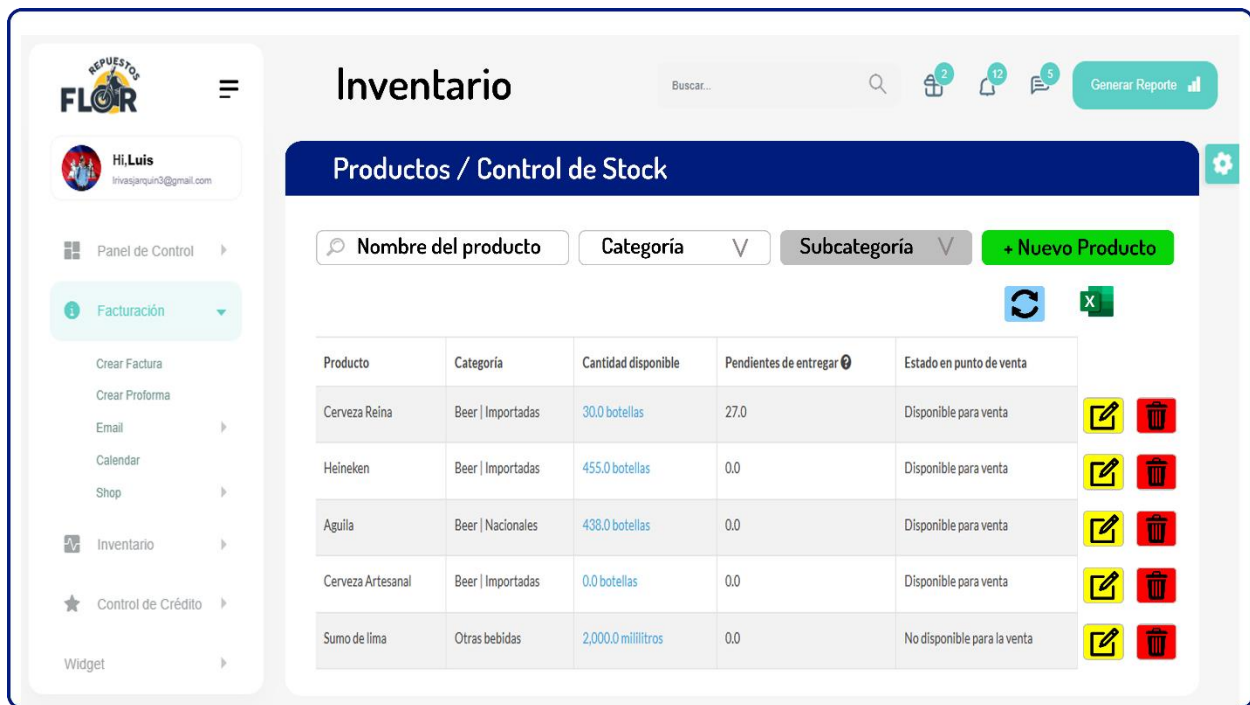 REPUESTOS
FLOR
Inventario
Buscar...
2
12
5
Generar Reporte
Hi,Luis
lrivasjarquin3@gmail.com
Productos / Control de Stock
Panel de Control
Facturación
Crear Factura
Crear Proforma
Email
Calendar
Shop
Inventario
Control de Crédito
Widget
Nombre del producto
Categoría
V
Subcategoría
V
+ Nuevo Producto
X
Producto Categoría Cantidad disponible Pendientes de entregar ? Estado en punto de venta
Cerveza Reina Beer | Importadas 30.0 botellas 27.0 Disponible para venta
Heineken Beer | Importadas 455.0 botellas 0.0 Disponible para venta
Aguila Beer | Nacionales 438.0 botellas 0.0 Disponible para venta
Cerveza Artesanal Beer | Importadas 0.0 botellas 0.0 Disponible para venta
Sumo de lima Otras bebidas 2,000.0 mililitros 0.0 No disponible para la venta